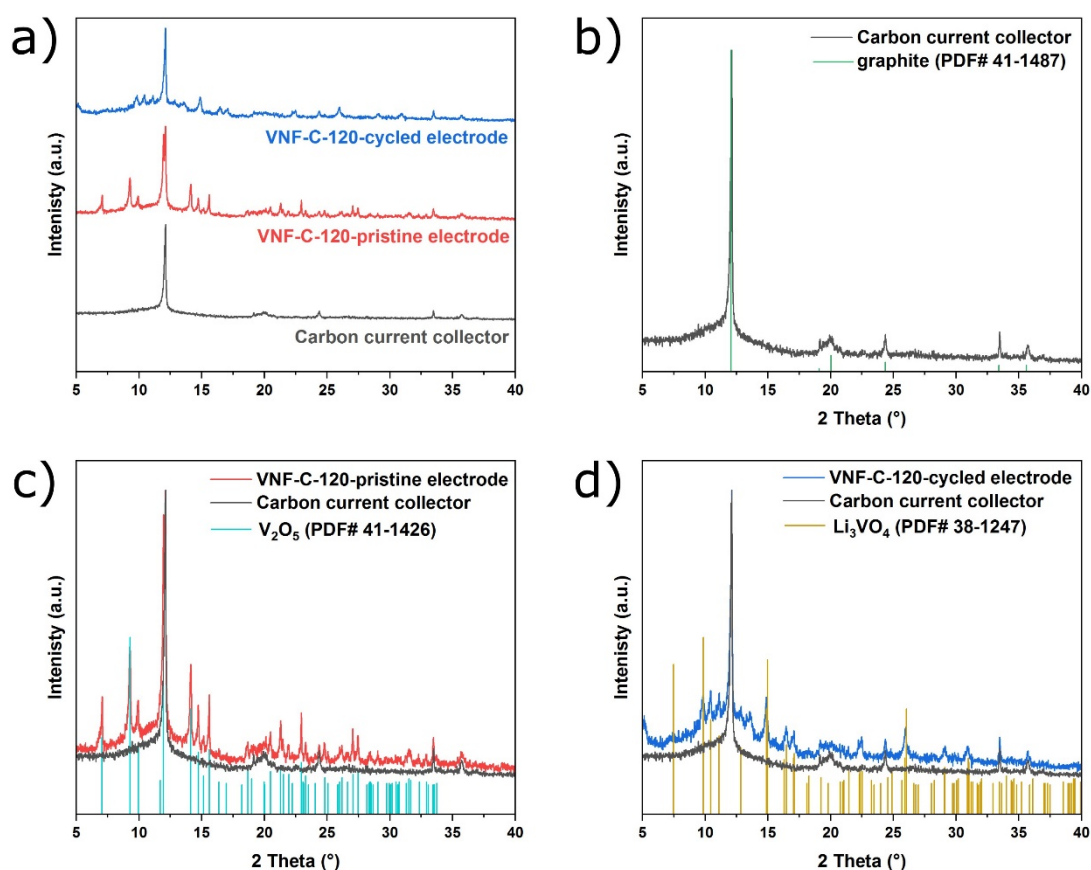 a)
Intenisty (a.u.)
VNF-C-120-cycled electrode
VNF-C-120-pristine electrode
Carbon current collector
5 10 15 20 25 30 35 40
2 Theta (°)
b)
Intenisty (a.u.)
Carbon current collector
graphite (PDF# 41-1487)
5 10 15 20 25 30 35 40
2 Theta (°)
c)
Intenisty (a.u.)
VNF-C-120-pristine electrode
Carbon current collector
V₂O₅ (PDF# 41-1426)
5 10 15 20 25 30 35 40
2 Theta (°)
d)
Intenisty (a.u.)
VNF-C-120-cycled electrode
Carbon current collector
Li₃VO₄ (PDF# 38-1247)
5 10 15 20 25 30 35 40
2 Theta (°)